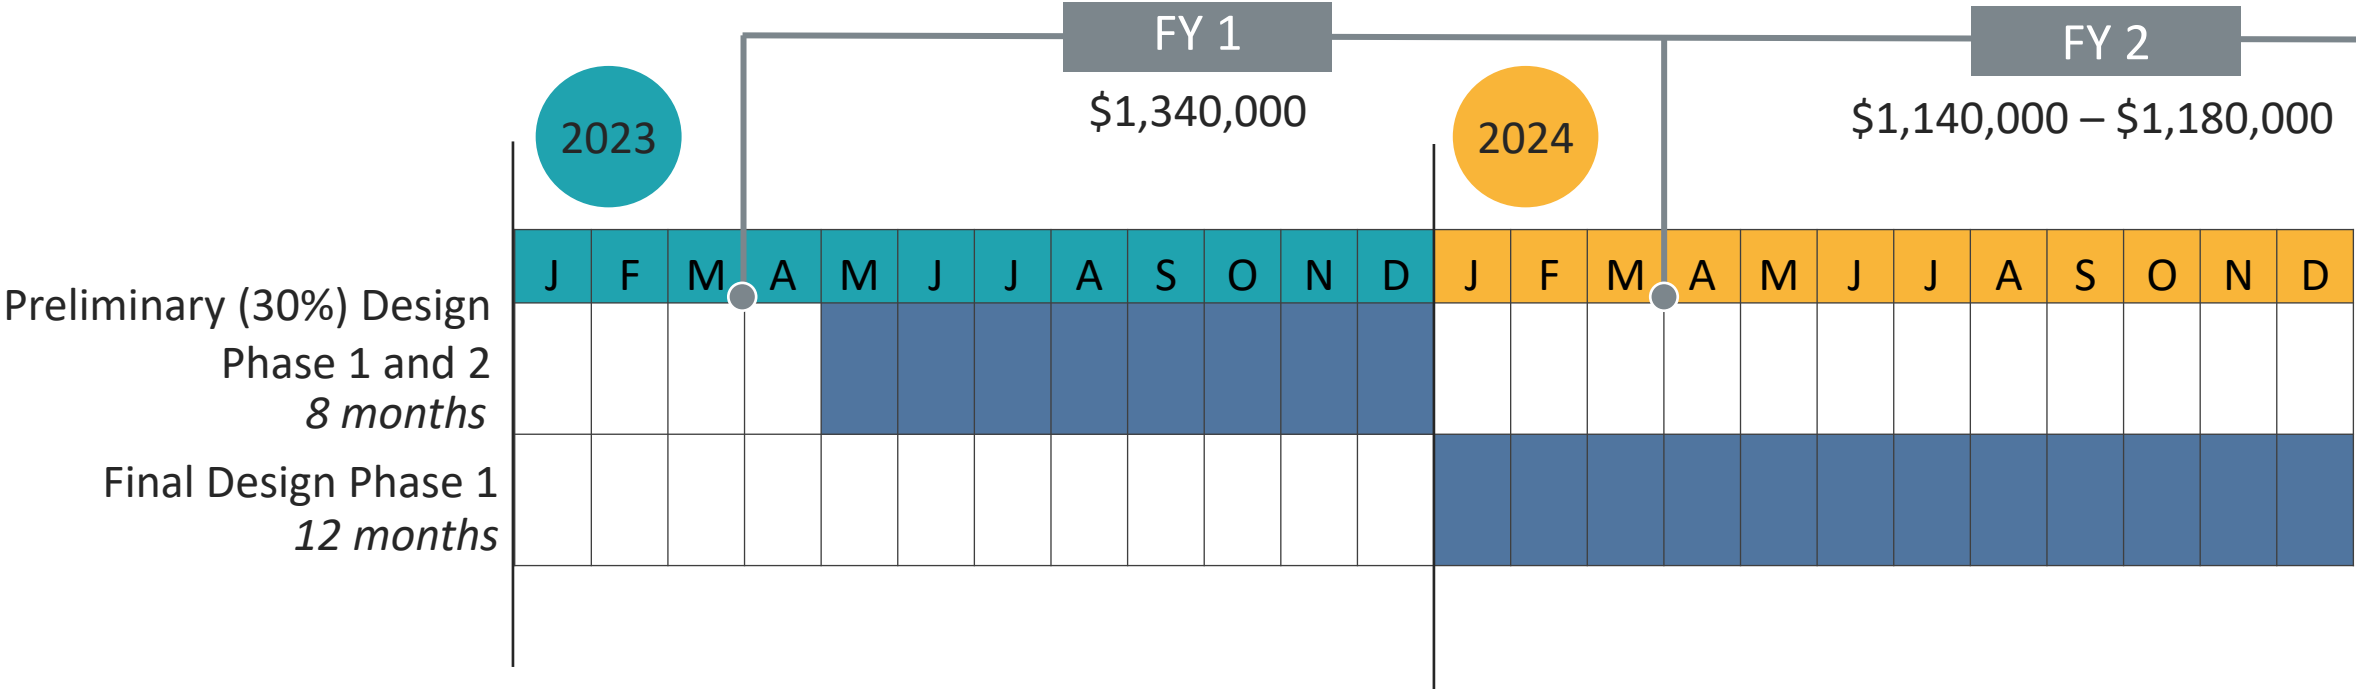 FY 1
FY 2
$1,340,000
$1,140,000 – $1,180,000
2023
2024
J F M A M J J A S O N D J F M A M J J A S O N D
Preliminary (30%) Design
Phase 1 and 2
8 months
Final Design Phase 1
12 months